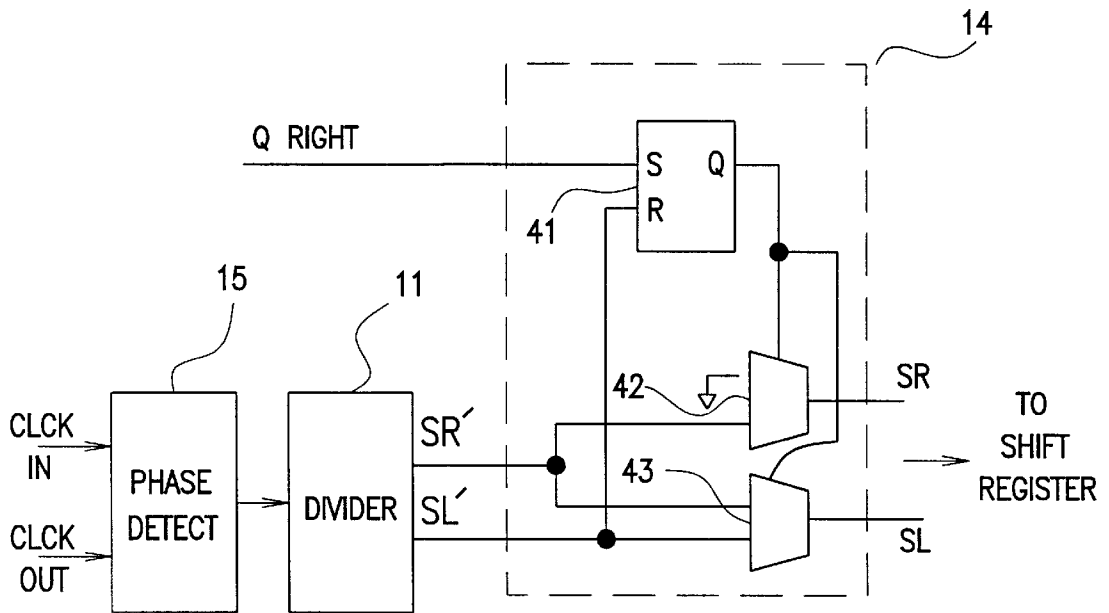 14
Q RIGHT
S Q
R
41
15
11
CLCK
IN
PHASE
DETECT
CLCK
OUT
DIVIDER
SR′
SL′
42
43
SR
SL
TO
SHIFT
REGISTER